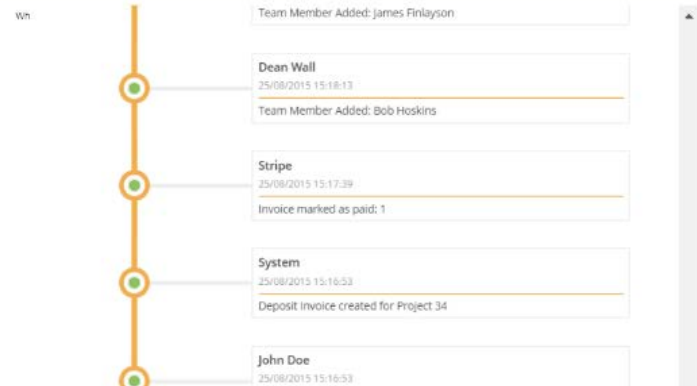 Wh
Team Member Added: James Finlayson
Dean Wall
25/08/2015 15:18:13
Team Member Added: Bob Hoskins
Stripe
25/08/2015 15:17:39
Invoice marked as paid: 1
System
25/08/2015 15:16:53
Deposit Invoice created for Project 34
John Doe
25/08/2015 15:16:53